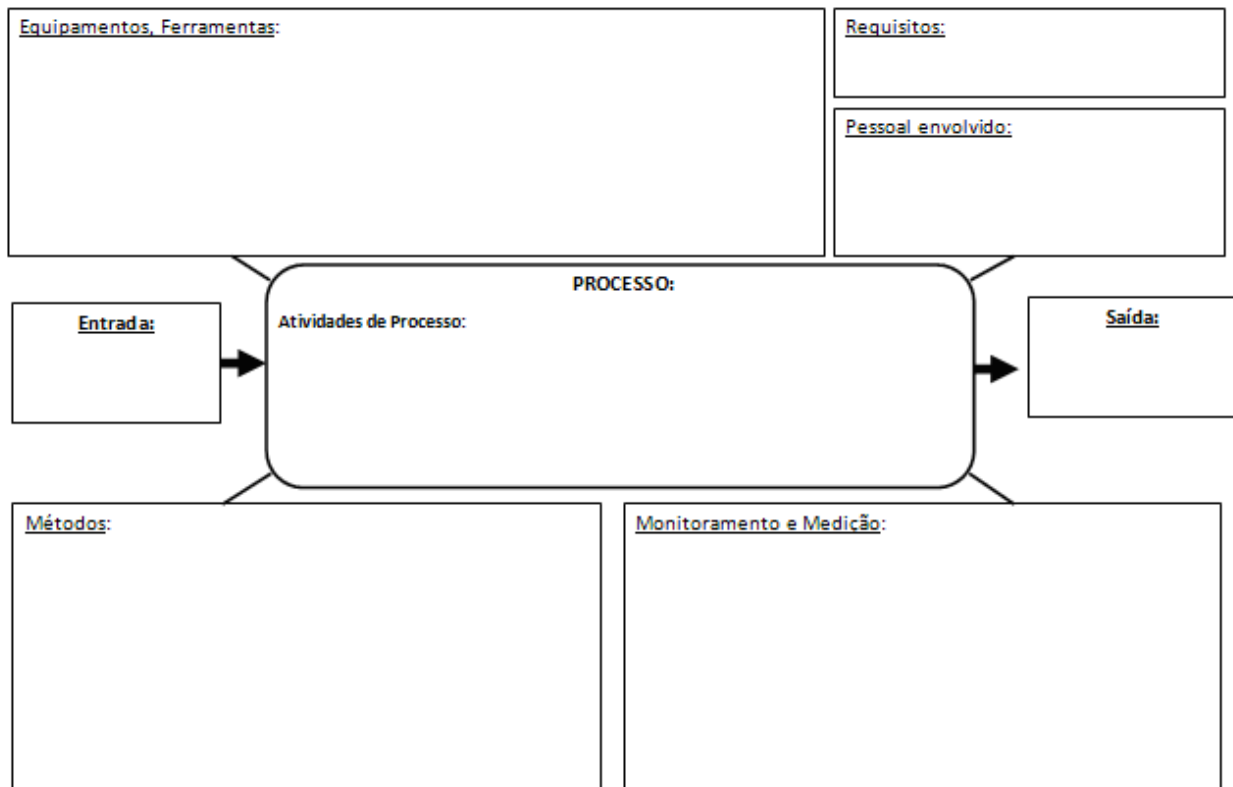 Equipamentos, Ferramentas:
Requisitos:
Pessoal envolvido:
PROCESSO:
Entrada:
Atividades de Processo:
Saída:
Métodos:
Monitoramento e Medição: